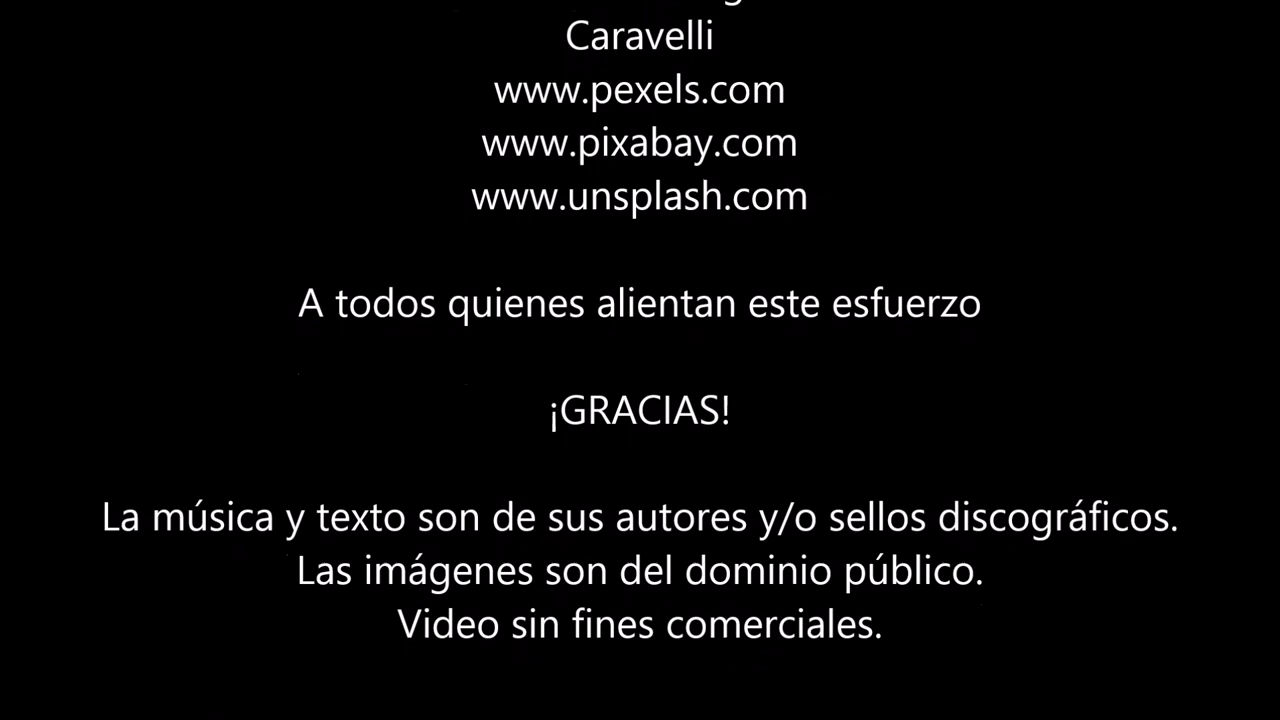 Caravelli
www.pexels.com
www.pixabay.com
www.unsplash.com
A todos quienes alientan este esfuerzo
¡GRACIAS!
La música y texto son de sus autores y/o sellos discográficos.
Las imágenes son del dominio público.
Video sin fines comerciales.